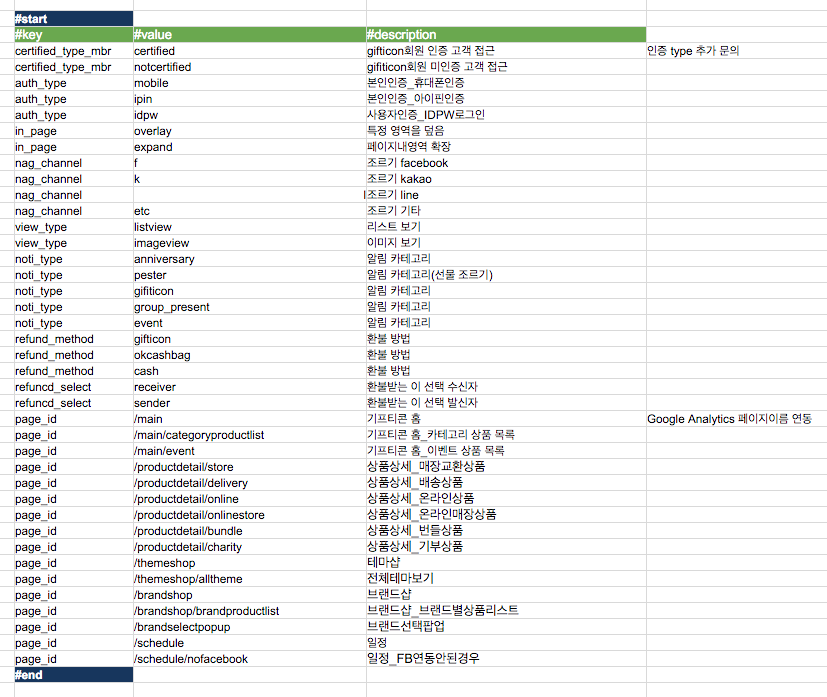 #start
#key #value #description
certified_type_mbr certified gifticon회원 인증 고객 접근 인증 type 추가 문의
certified_type_mbr notcertified gifiticon회원 미인증 고객 접근
auth_type mobile 본인인증_휴대폰인증
auth_type ipin 본인인증_아이핀인증
auth_type idpw 사용자인증_IDPW로그인
in_page overlay 특정 영역을 덮음
in_page expand 페이지내영역 확장
nag_channel f 조르기 facebook
nag_channel k 조르기 kakao
nag_channel l 조르기 line
nag_channel etc 조르기 기타
view_type listview 리스트 보기
view_type imageview 이미지 보기
noti_type anniversary 알림 카테고리
noti_type pester 알림 카테고리(선물 조르기)
noti_type gifiticon 알림 카테고리
noti_type group_present 알림 카테고리
noti_type event 알림 카테고리
refund_method gifticon 환불 방법
refund_method okcashbag 환불 방법
refund_method cash 환불 방법
refuncd_select receiver 환불받는 이 선택 수신자
refuncd_select sender 환불받는 이 선택 발신자
page_id /main 기프티콘 홈 Google Analytics 페이지이름 연동
page_id /main/categoryproductlist 기프티콘 홈_카테고리 상품 목록
page_id /main/event 기프티콘 홈_이벤트 상품 목록
page_id /productdetail/store 상품상세_매장교환상품
page_id /productdetail/delivery 상품상세_배송상품
page_id /productdetail/online 상품상세_온라인상품
page_id /productdetail/onlinestore 상품상세_온라인매장상품
page_id /productdetail/bundle 상품상세_번들상품
page_id /productdetail/charity 상품상세_기부상품
page_id /themeshop 테마샵
page_id /themeshop/alltheme 전체테마보기
page_id /brandshop 브랜드샵
page_id /brandshop/brandproductlist 브랜드샵_브랜드별상품리스트
page_id /brandselectpopup 브랜드선택팝업
page_id /schedule 일정
page_id /schedule/nofacebook 일정_FB연동안된경우
#end